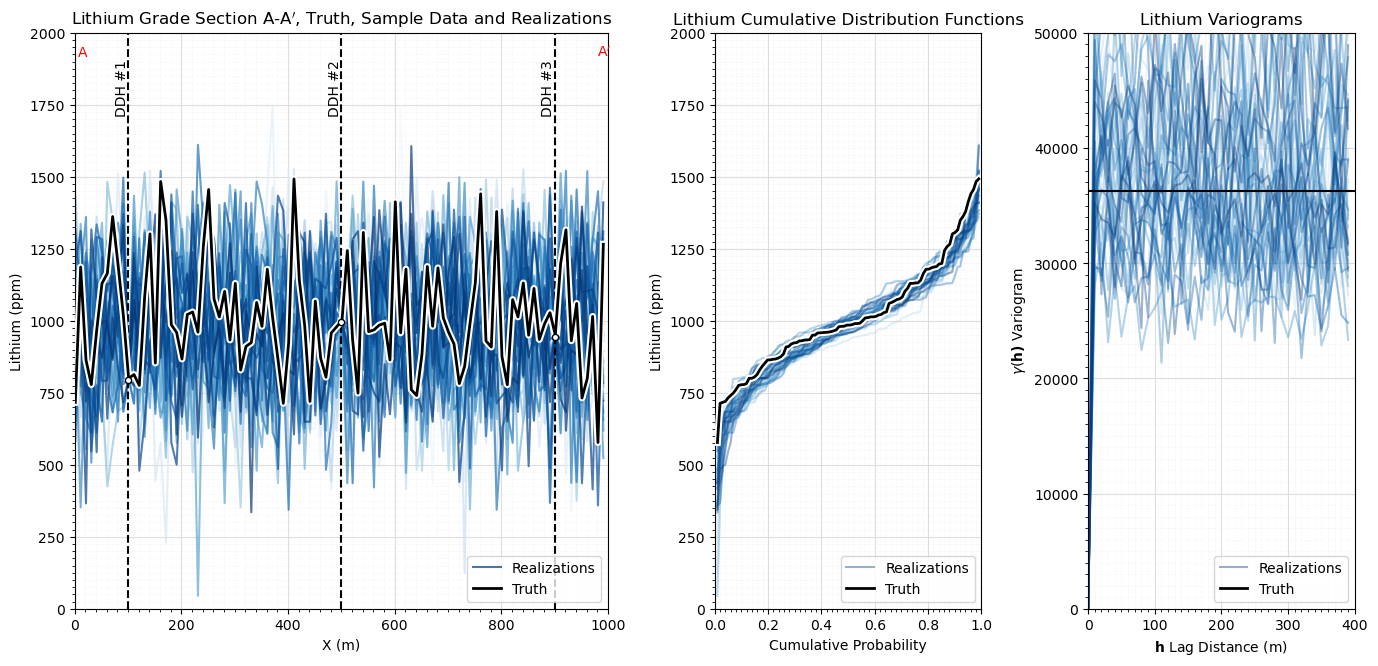 Lithium Grade Section A-A′, Truth, Sample Data and Realizations
Lithium (ppm)
2000
1750
1500
1250
1000
750
500
250
0
A
A
DDH #1
DDH #2
DDH #3
Realizations
Truth
0 200 400 600 800 1000
X (m)
Lithium Cumulative Distribution Functions
Lithium (ppm)
2000
1750
1500
1250
1000
750
500
250
0
Realizations
Truth
0.0 0.2 0.4 0.6 0.8 1.0
Cumulative Probability
Lithium Variograms
γ(h) Variogram
50000
40000
30000
20000
10000
0
Realizations
Truth
0 100 200 300 400
h Lag Distance (m)